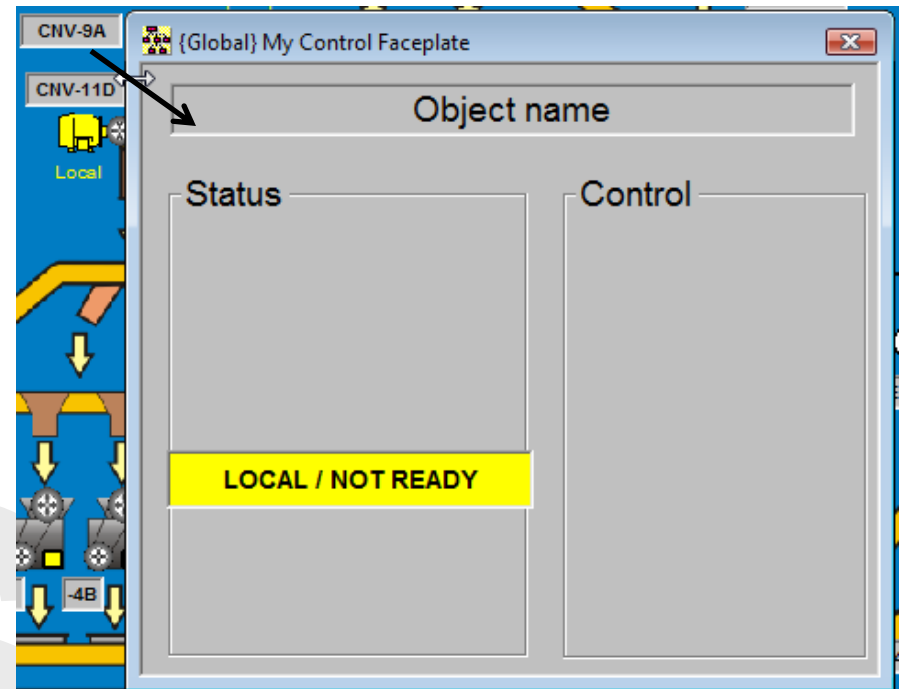 CNV-9A
{Global} My Control Faceplate
CNV-11D
Object name
Local
Status
Control
LOCAL / NOT READY
-4B